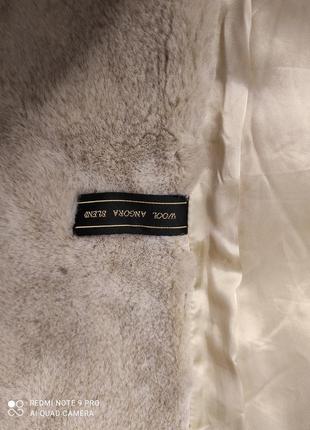 WOOL ANGORA BLEND
REDMI NOTE 9 PRO
AI QUAD CAMERA